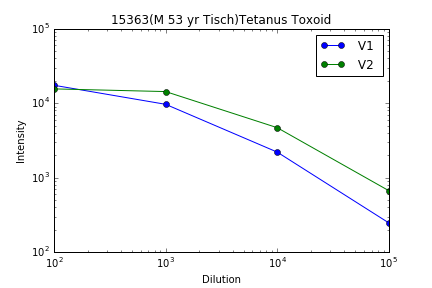 15363(M 53 yr Tisch)Tetanus Toxoid
V1
V2
Intensity
10^5
10^4
10^3
10^2
10^2 10^3 10^4 10^5
Dilution